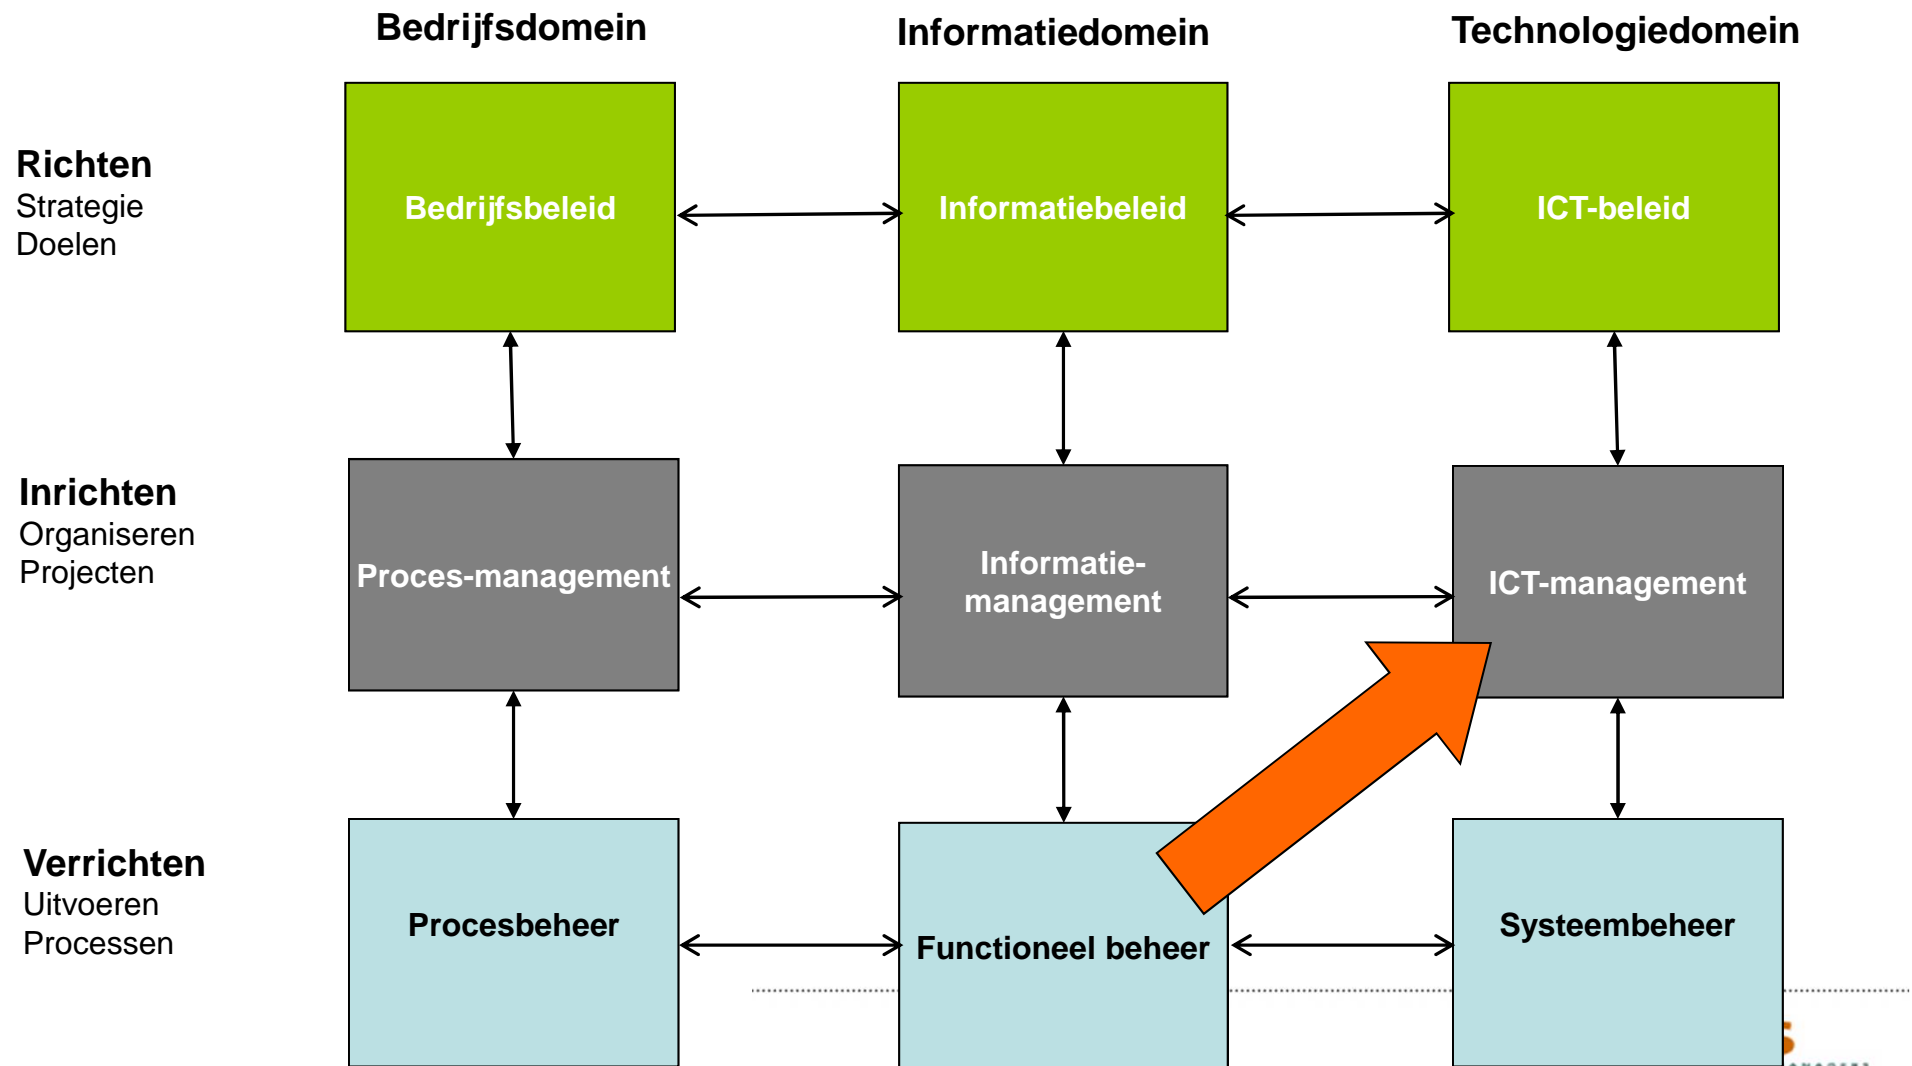 Bedrijfsdomein
Informatiedomein
Technologiedomein
Richten
Strategie
Doelen
Bedrijfsbeleid
Informatiebeleid
ICT-beleid
Inrichten
Organiseren
Projecten
Proces-management
Informatie-
management
ICT-management
Verrichten
Uitvoeren
Processen
Procesbeheer
Functioneel beheer
Systeembeheer